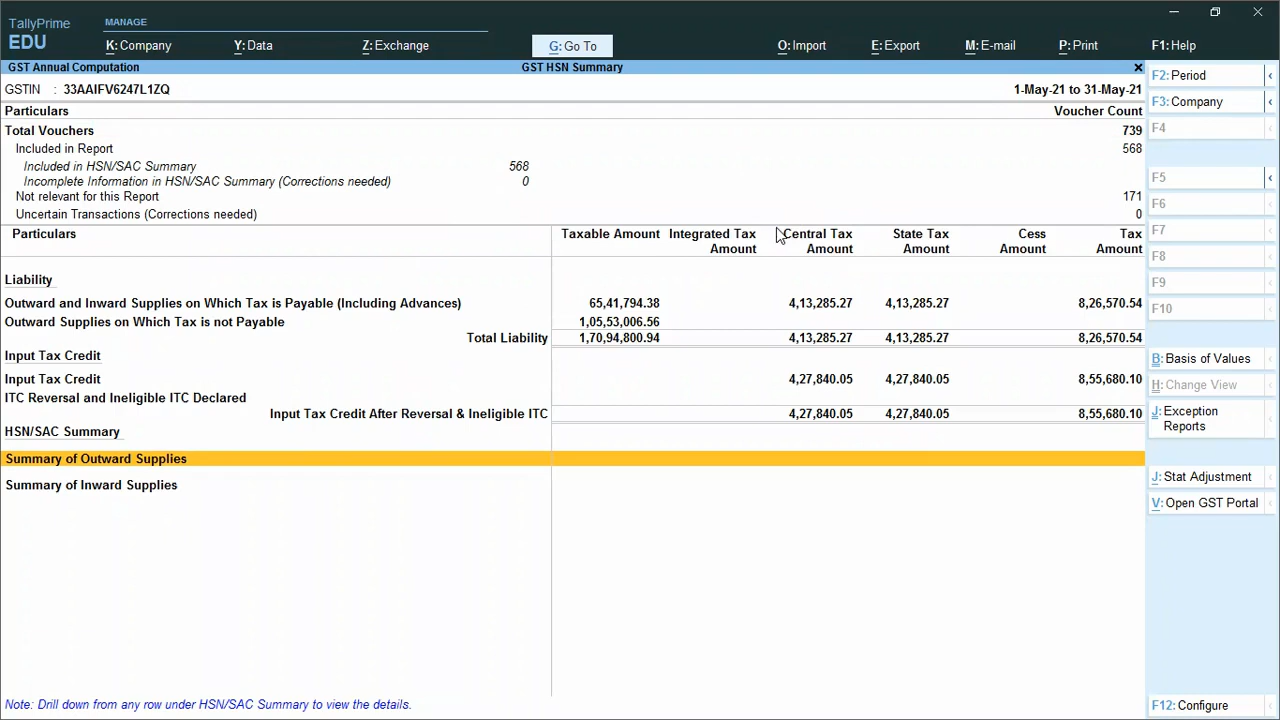 TallyPrime
EDU
MANAGE
K: Company
Y: Data
Z: Exchange
G: Go To
O: Import
E: Export
M: E-mail
P: Print
F1: Help
GST Annual Computation
GST HSN Summary
GSTIN : 33AAIFV6247L1ZQ
1-May-21 to 31-May-21
Particulars Voucher Count
Total Vouchers 739
Included in Report 568
Included in HSN/SAC Summary 568
Incomplete Information in HSN/SAC Summary (Corrections needed) 0
Not relevant for this Report 171
Uncertain Transactions (Corrections needed) 0
Particulars Taxable Amount Integrated Tax Central Tax State Tax Cess Tax
Amount Amount Amount Amount Amount
Liability
Outward and Inward Supplies on Which Tax is Payable (Including Advances) 65,41,794.38 4,13,285.27 4,13,285.27 8,26,570.54
Outward Supplies on Which Tax is not Payable 1,05,53,006.56
Total Liability 1,70,94,800.94 4,13,285.27 4,13,285.27 8,26,570.54
Input Tax Credit
Input Tax Credit 4,27,840.05 4,27,840.05 8,55,680.10
ITC Reversal and Ineligible ITC Declared
Input Tax Credit After Reversal & Ineligible ITC 4,27,840.05 4,27,840.05 8,55,680.10
HSN/SAC Summary
Summary of Outward Supplies
Summary of Inward Supplies
Note: Drill down from any row under HSN/SAC Summary to view the details.
F2: Period
F3: Company
F4
F5
F6
F7
F8
F9
F10
B: Basis of Values
H: Change View
J: Exception
Reports
J: Stat Adjustment
V: Open GST Portal
F12: Configure